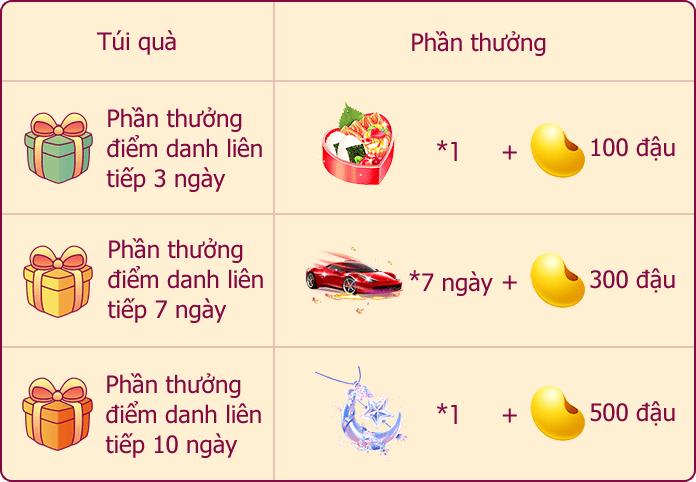 Túi quà
Phần thưởng
Phần thưởng
điểm danh liên
tiếp 3 ngày
*1 + 100 đậu
Phần thưởng
điểm danh liên
tiếp 7 ngày
*7 ngày + 300 đậu
Phần thưởng
điểm danh liên
tiếp 10 ngày
*1 + 500 đậu